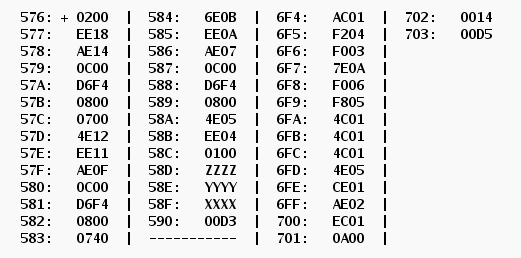 576: + 0200 | 584: 6E0B | 6F4: AC01 | 702: 0014
577: EE18 | 585: EE0A | 6F5: F204 | 703: 00D5
578: AE14 | 586: AE07 | 6F6: F003 |
579: 0C00 | 587: 0C00 | 6F7: 7E0A |
57A: D6F4 | 588: D6F4 | 6F8: F006 |
57B: 0800 | 589: 0800 | 6F9: F805 |
57C: 0700 | 58A: 4E05 | 6FA: 4C01 |
57D: 4E12 | 58B: EE04 | 6FB: 4C01 |
57E: EE11 | 58C: 0100 | 6FC: 4C01 |
57F: AE0F | 58D: ZZZZ | 6FD: 4E05 |
580: 0C00 | 58E: YYYY | 6FE: CE01 |
581: D6F4 | 58F: XXXX | 6FF: AE02 |
582: 0800 | 590: 00D3 | 700: EC01 |
583: 0740 | ----------- | 701: 0A00 |